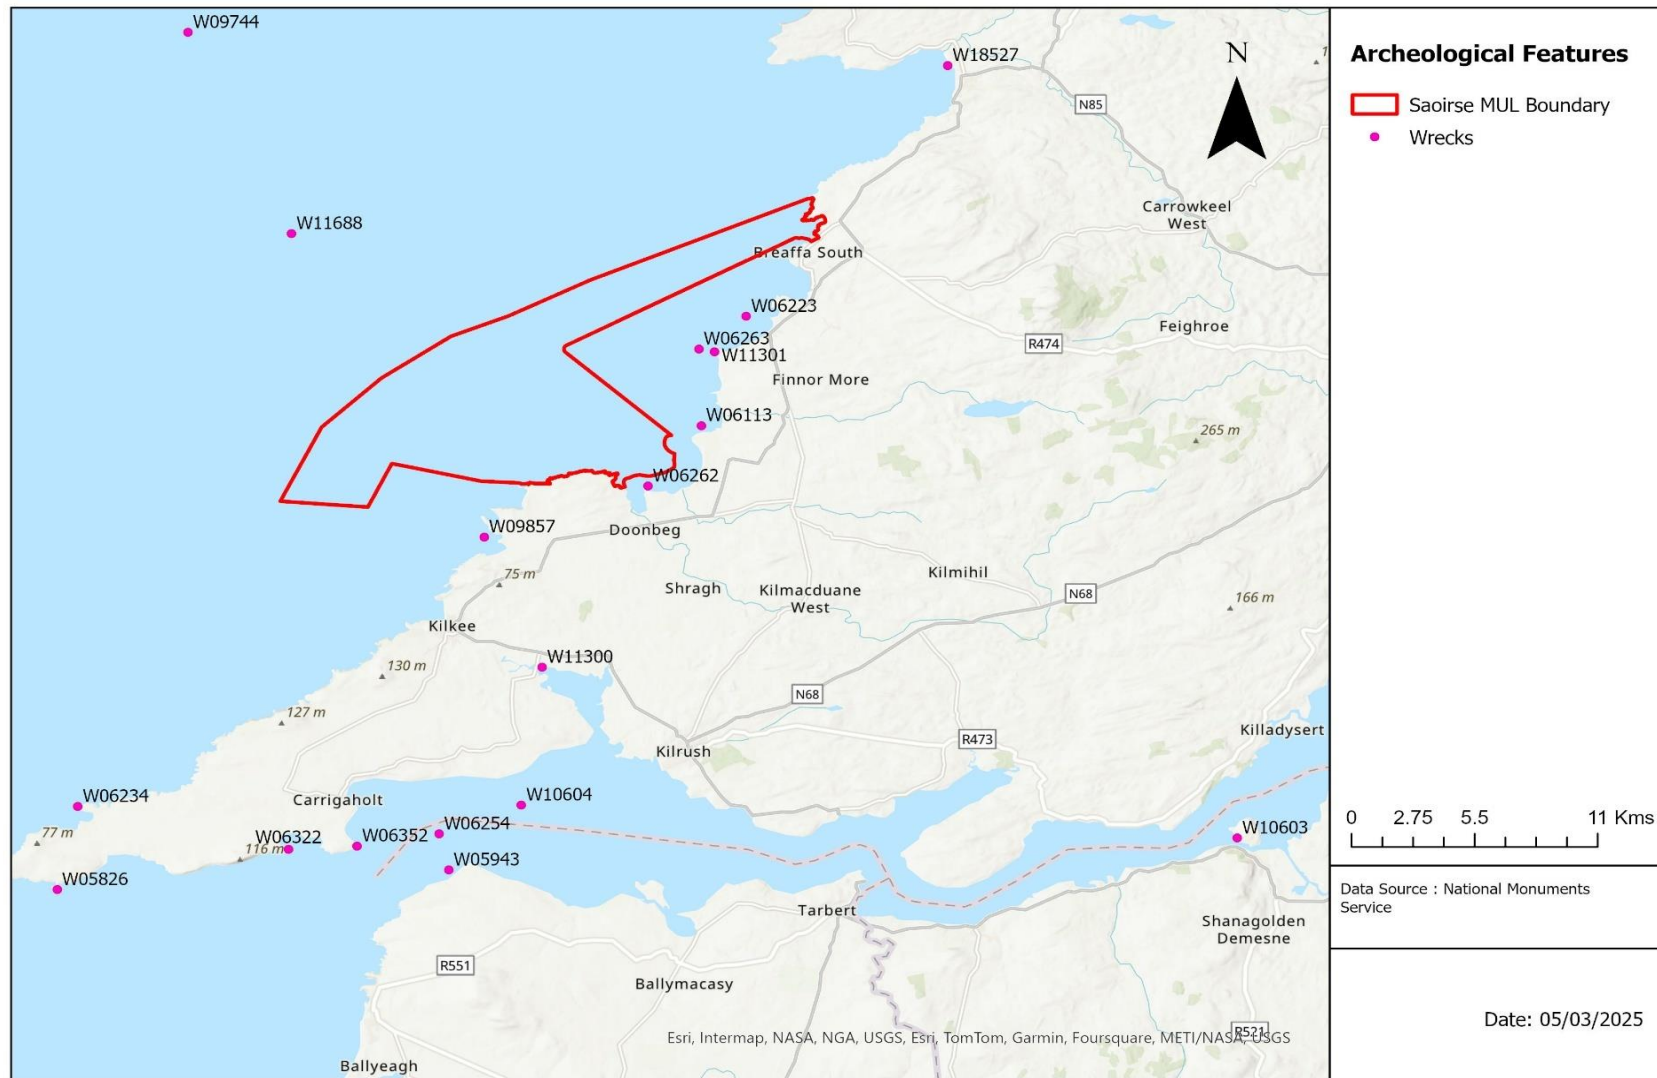 W09744
W18527
N
N85
W11688
Carrowkeel
West
Breaffa South
W06223
Feighroe
W06263
R474
W11301
Finnor More
W06113
265 m
W06262
Doonbeg
W09857
75 m
Shragh
Kilmacduane
West
Kilmihil
N68
166 m
Kilkee
W11300
130 m
N68
127 m
Kilrush
R473
Killadysert
W06234
Carrigaholt
W10604
77 m
W06322
116 m
W06352
W06254
W10603
W05943
W05826
Tarbert
Shanagolden
Demesne
R551
Ballymacasy
R521
Ballyeagh
Esri, Intermap, NASA, NGA, USGS, Esri, TomTom, Garmin, Foursquare, METI/NASA, USGS
Archeological Features
Saoirse MUL Boundary
Wrecks
0 2.75 5.5 11 Kms
Data Source : National Monuments
Service
Date: 05/03/2025